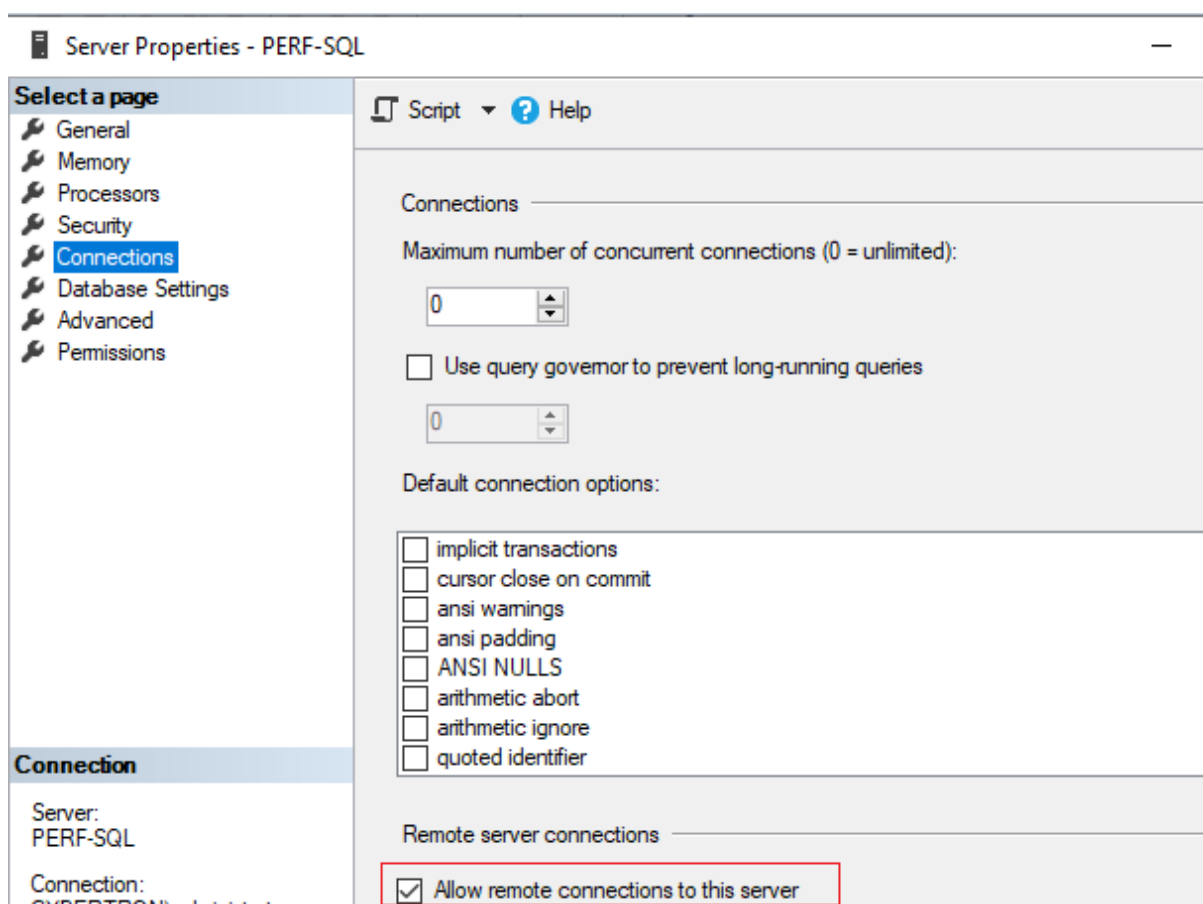 Server Properties - PERF-SQL
Select a page
General
Memory
Processors
Security
Connections
Database Settings
Advanced
Permissions
Connection
Server:
PERF-SQL
Connection:
Script
Help
Connections
Maximum number of concurrent connections (0 = unlimited):
0
Use query governor to prevent long-running queries
0
Default connection options:
implicit transactions
cursor close on commit
ansi warnings
ansi padding
ANSI NULLS
arithmetic abort
arithmetic ignore
quoted identifier
Remote server connections
Allow remote connections to this server